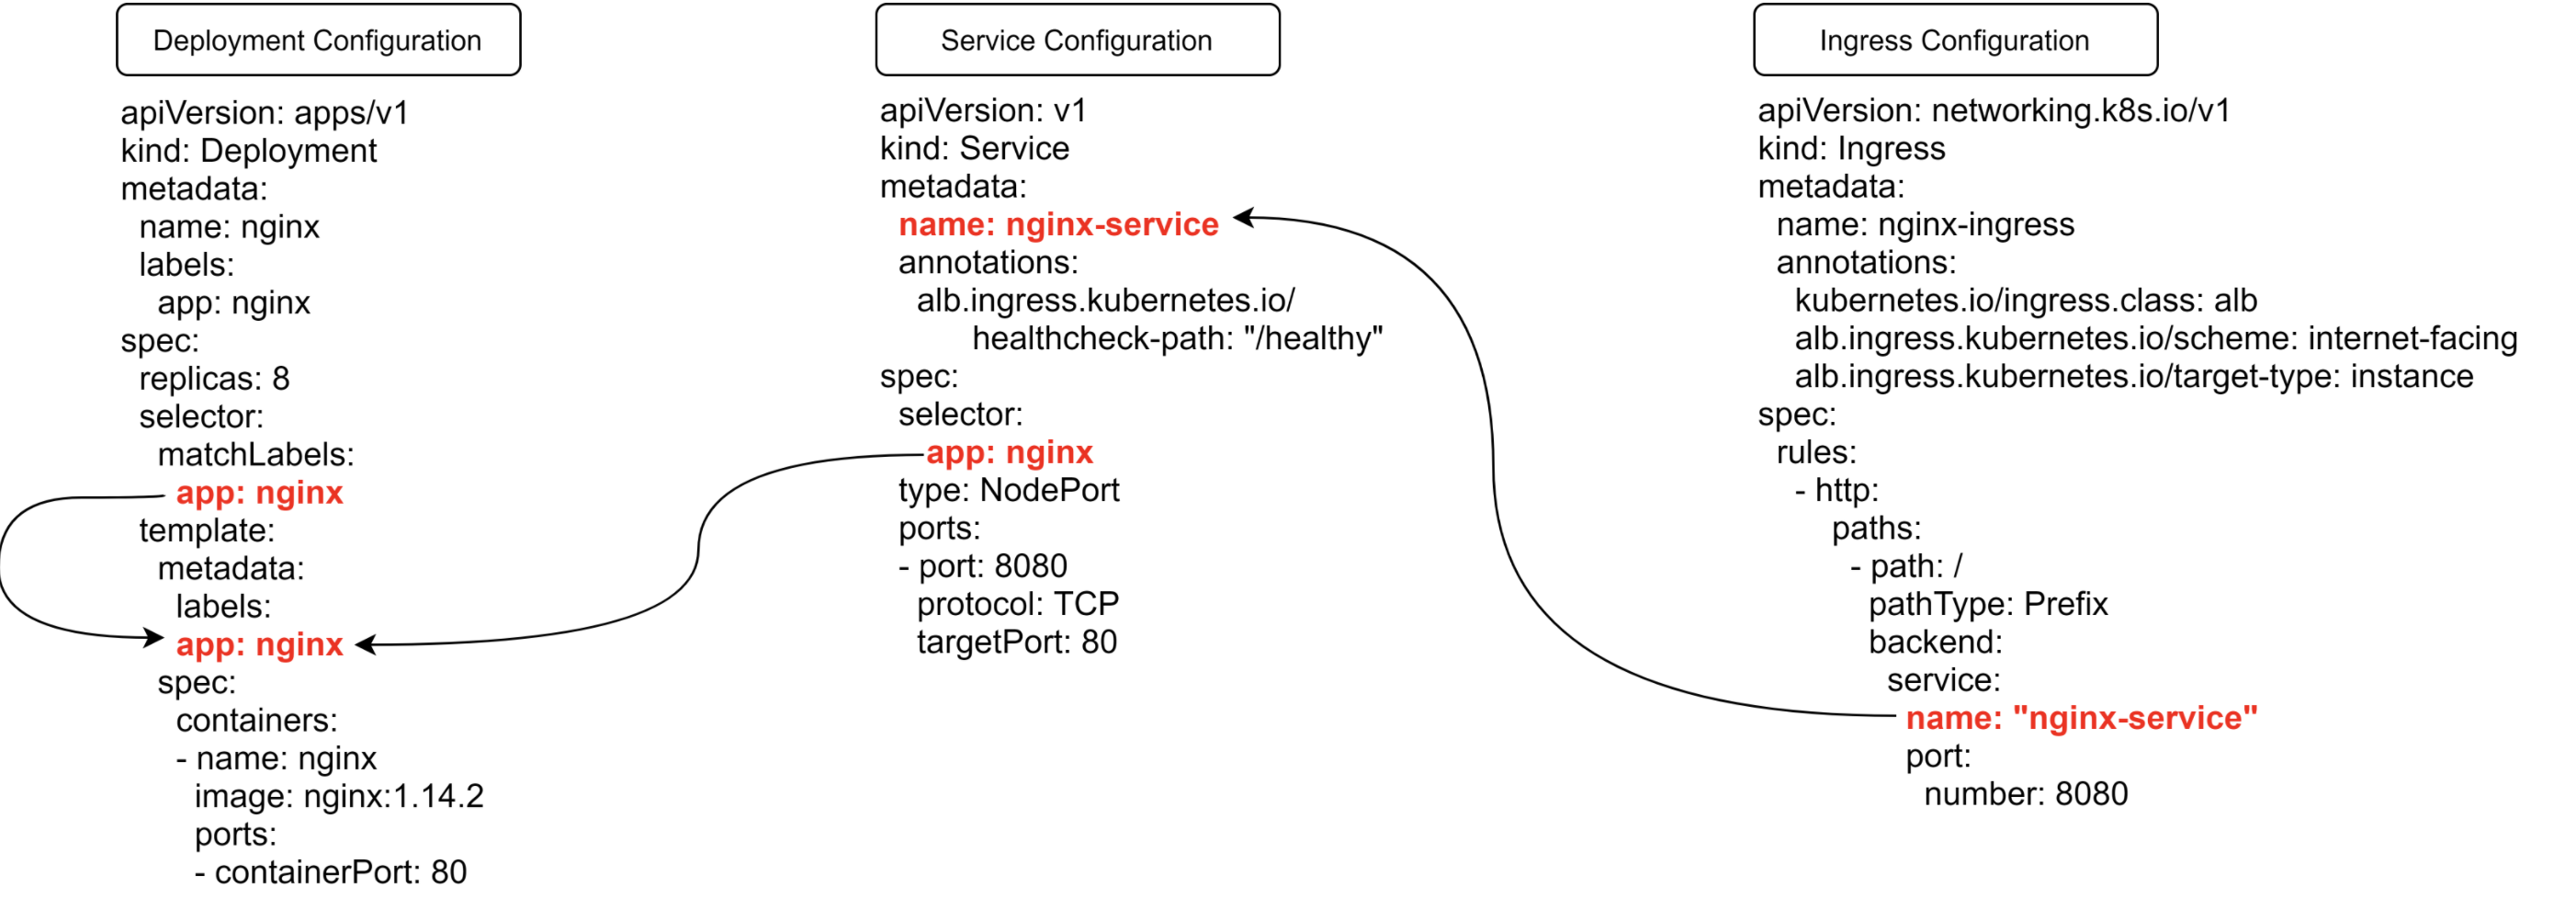 Deployment Configuration
apiVersion: apps/v1
kind: Deployment
metadata:
name: nginx
labels:
app: nginx
spec:
replicas: 8
selector:
matchLabels:
app: nginx
template:
metadata:
labels:
app: nginx
spec:
containers:
- name: nginx
image: nginx:1.14.2
ports:
- containerPort: 80
Service Configuration
apiVersion: v1
kind: Service
metadata:
name: nginx-service
annotations:
alb.ingress.kubernetes.io/
healthcheck-path: "/healthy"
spec:
selector:
app: nginx
type: NodePort
ports:
- port: 8080
protocol: TCP
targetPort: 80
Ingress Configuration
apiVersion: networking.k8s.io/v1
kind: Ingress
metadata:
name: nginx-ingress
annotations:
kubernetes.io/ingress.class: alb
alb.ingress.kubernetes.io/scheme: internet-facing
alb.ingress.kubernetes.io/target-type: instance
spec:
rules:
- http:
paths:
- path: /
pathType: Prefix
backend:
service:
name: "nginx-service"
port:
number: 8080